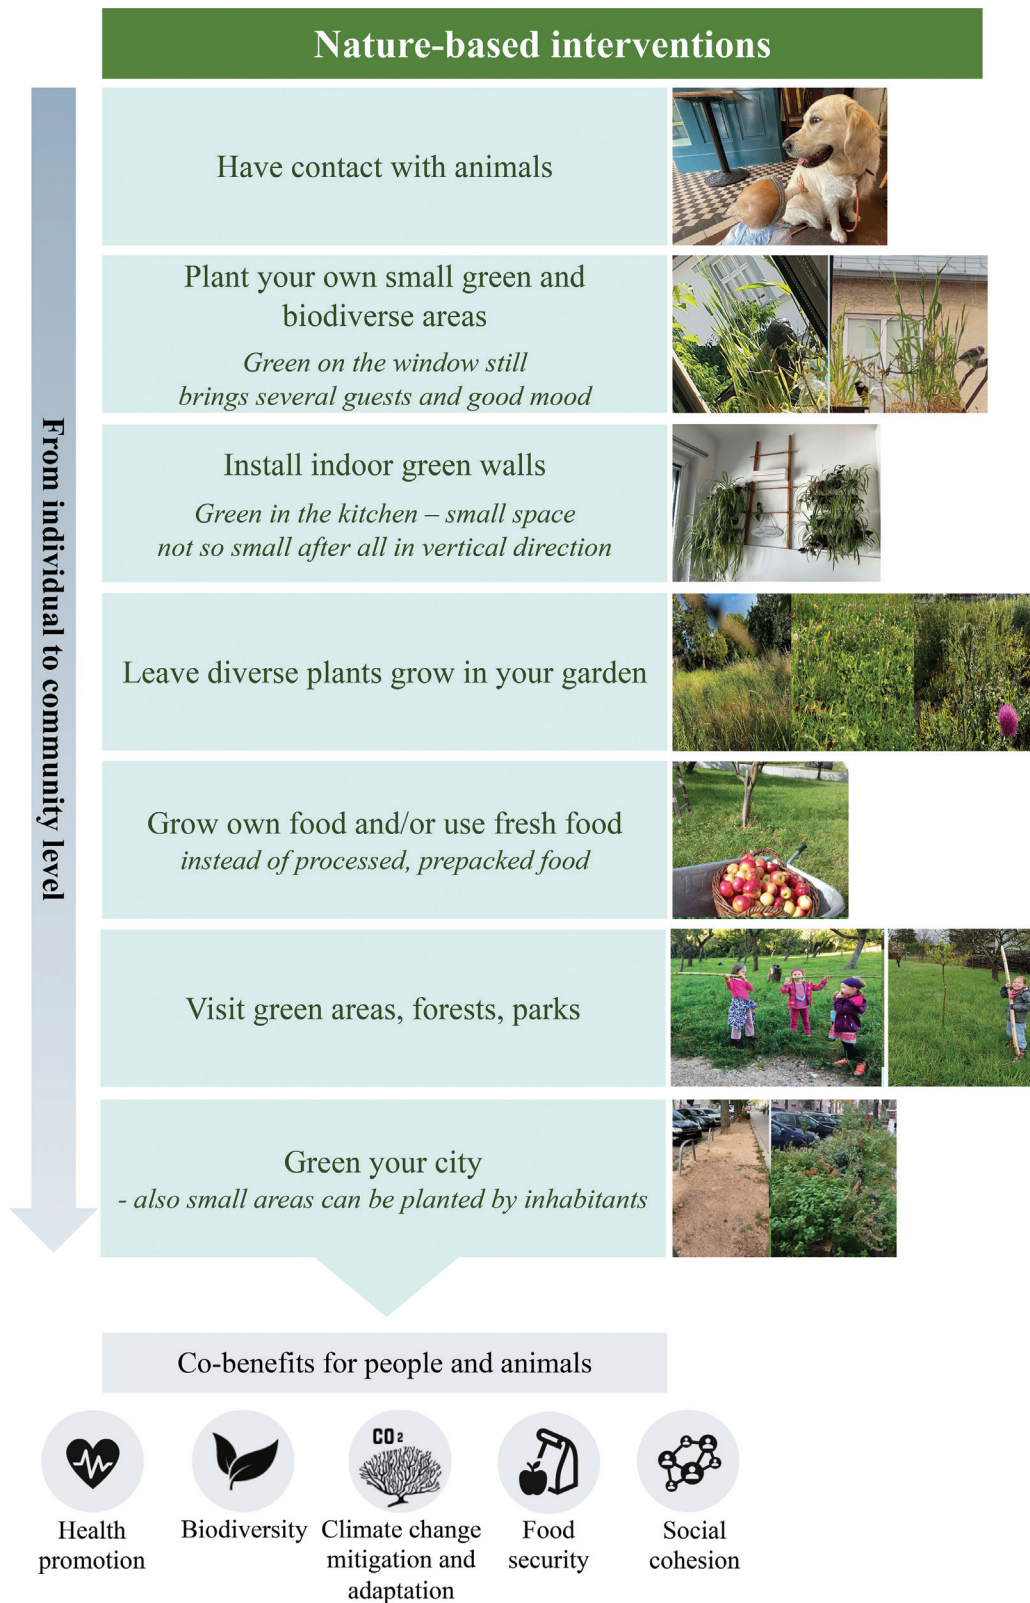 Nature-based interventions
From individual to community level
Have contact with animals
Plant your own small green and
biodiverse areas
Green on the window still
brings several guests and good mood
Install indoor green walls
Green in the kitchen – small space
not so small after all in vertical direction
Leave diverse plants grow in your garden
Grow own food and/or use fresh food
instead of processed, prepacked food
Visit green areas, forests, parks
Green your city
- also small areas can be planted by inhabitants
Co-benefits for people and animals
CO2
Health
promotion
Biodiversity
Climate change
mitigation and
adaptation
Food
security
Social
cohesion